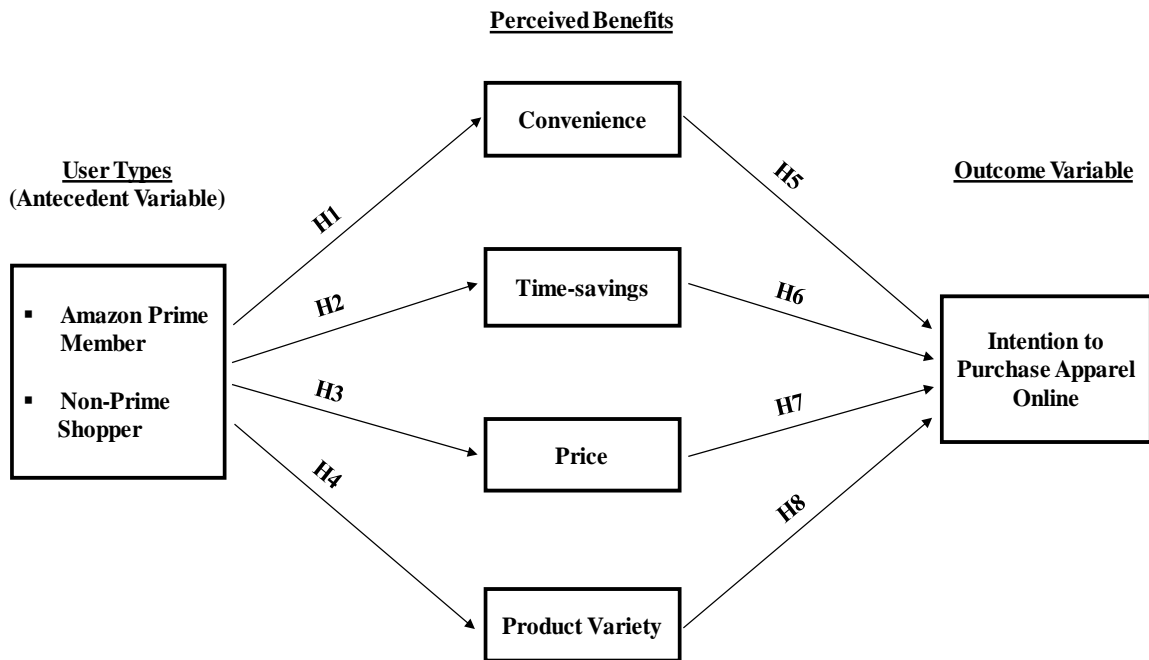 Perceived Benefits
Convenience
User Types
(Antecedent Variable)
Outcome Variable
H1
H5
▪ Amazon Prime
Member
▪ Non-Prime
Shopper
H2
Time-savings
H6
Intention to
Purchase Apparel
Online
H3
Price
H7
H4
H8
Product Variety